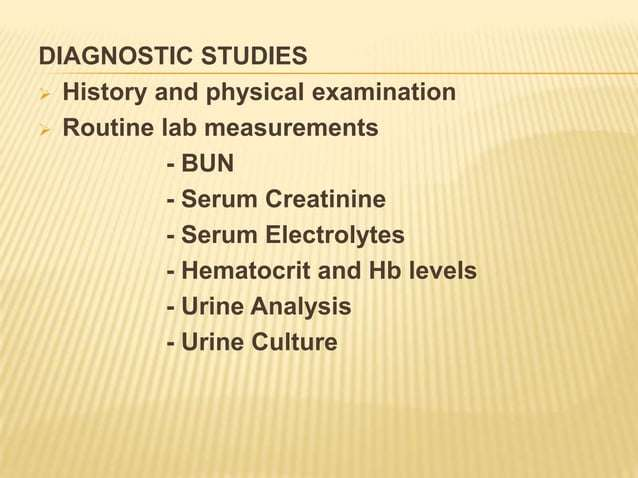 DIAGNOSTIC STUDIES
➢ History and physical examination
➢ Routine lab measurements
- BUN
- Serum Creatinine
- Serum Electrolytes
- Hematocrit and Hb levels
- Urine Analysis
- Urine Culture